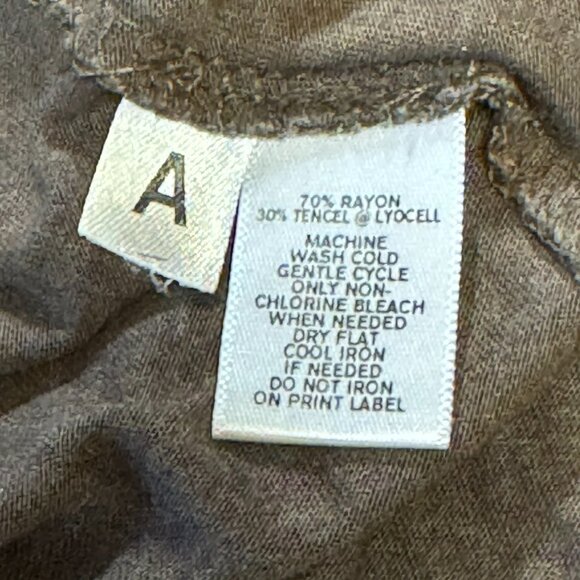 A
70% RAYON
30% TENCEL @ LYOCELL
MACHINE
WASH COLD
GENTLE CYCLE
ONLY NON-
CHLORINE BLEACH
WHEN NEEDED
DRY FLAT
COOL IRON
IF NEEDED
DO NOT IRON
ON PRINT LABEL